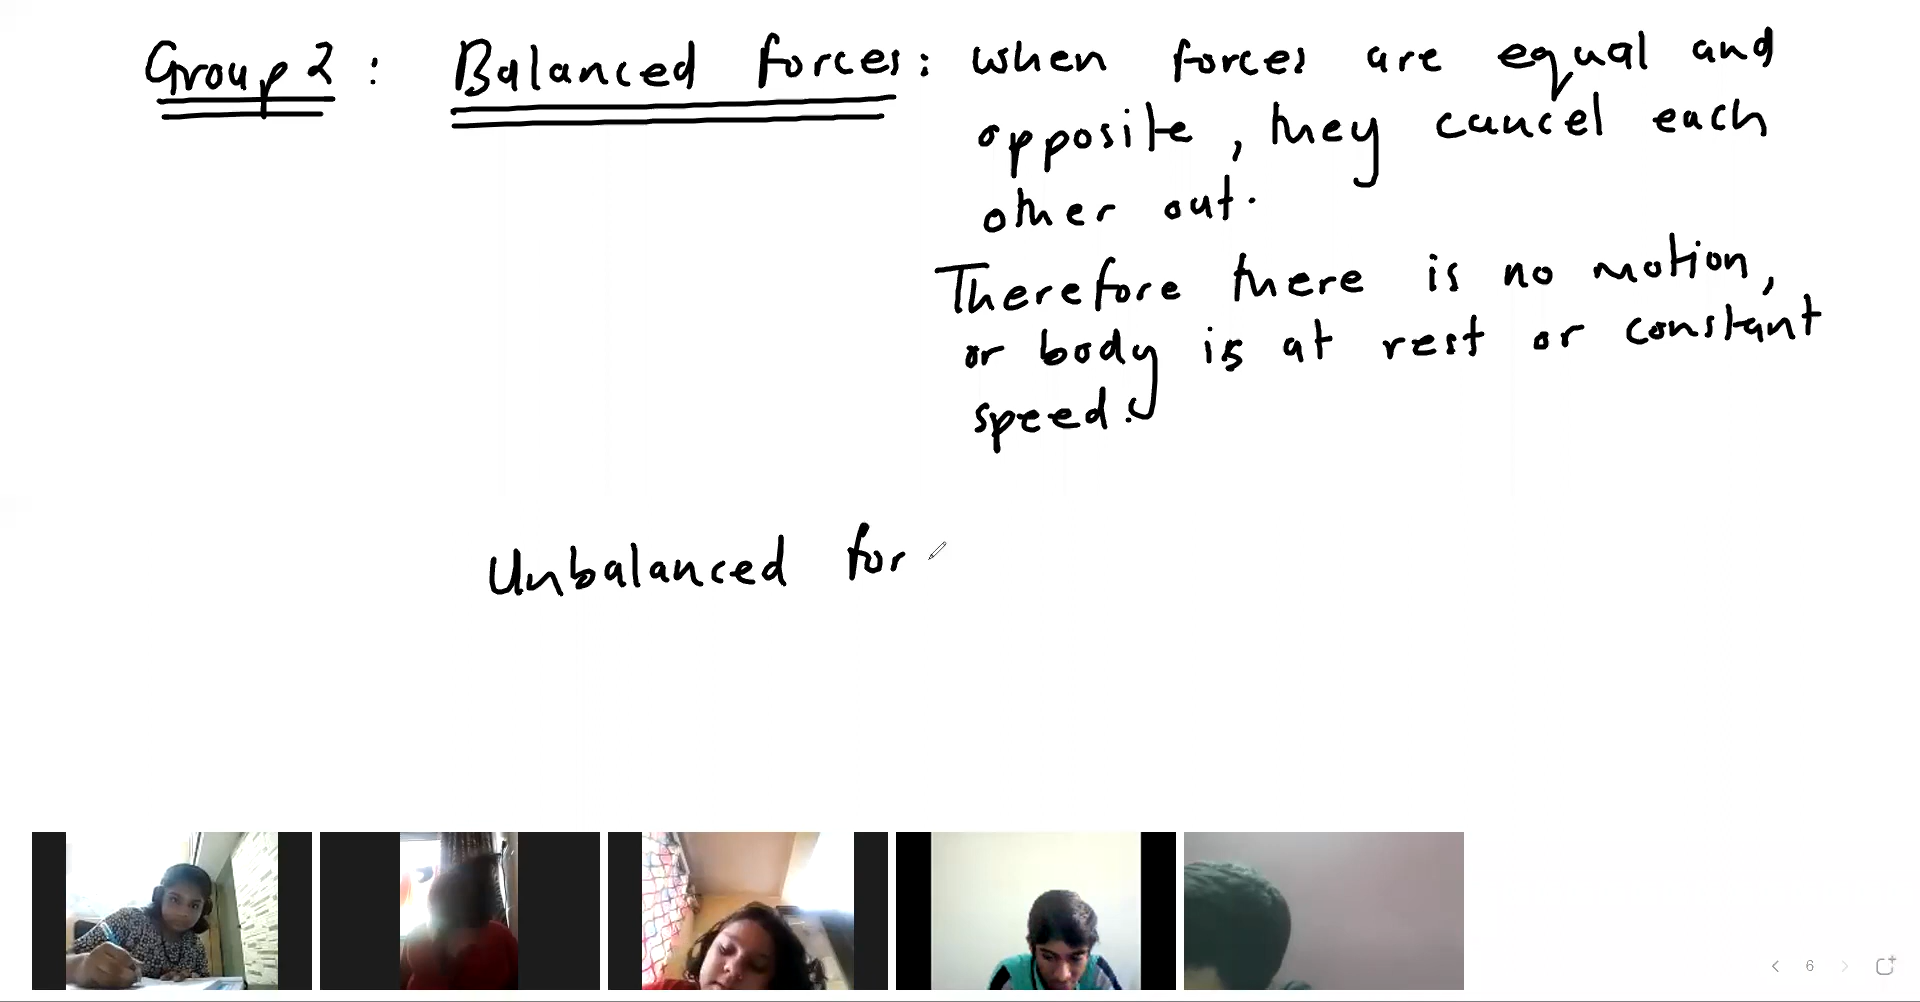 Group 2 : Balanced forces : when forces are equal and
opposite, they cancel each
other out.
Therefore there is no motion,
or body is at rest or constant
speed.
Unbalanced for
6